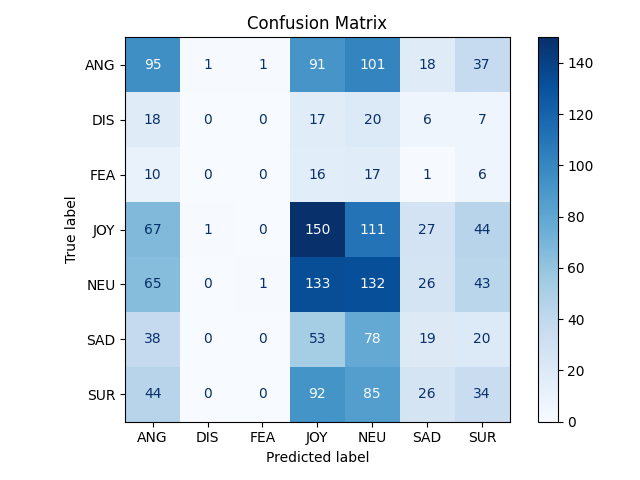 Confusion Matrix
True label
ANG 95 1 1 91 101 18 37
DIS 18 0 0 17 20 6 7
FEA 10 0 0 16 17 1 6
JOY 67 1 0 150 111 27 44
NEU 65 0 1 133 132 26 43
SAD 38 0 0 53 78 19 20
SUR 44 0 0 92 85 26 34
ANG DIS FEA JOY NEU SAD SUR
Predicted label
140
120
100
80
60
40
20
0